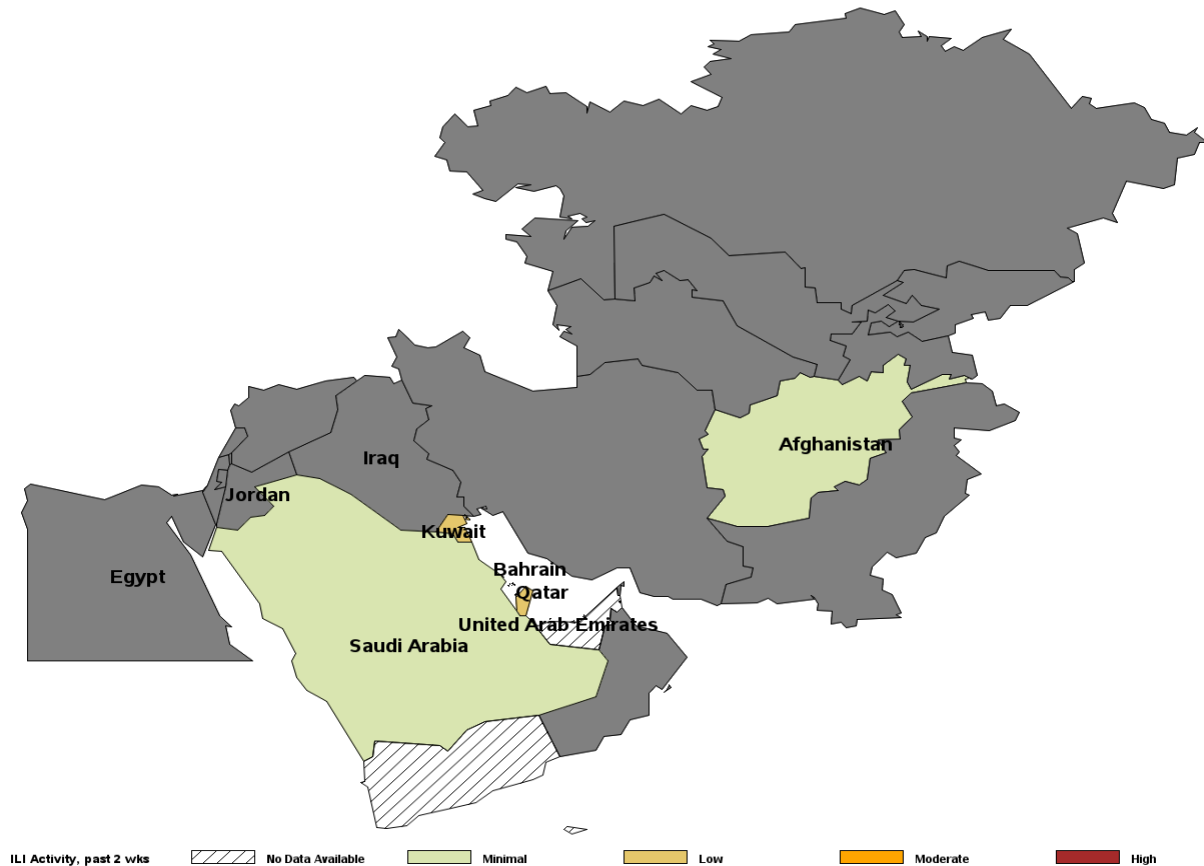 Afghanistan
Iraq
Jordan
Kuwait
Bahrain
Egypt
Qatar
United Arab Emirates
Saudi Arabia
ILI Activity, past 2 wks No Data Available Minimal Low Moderate High